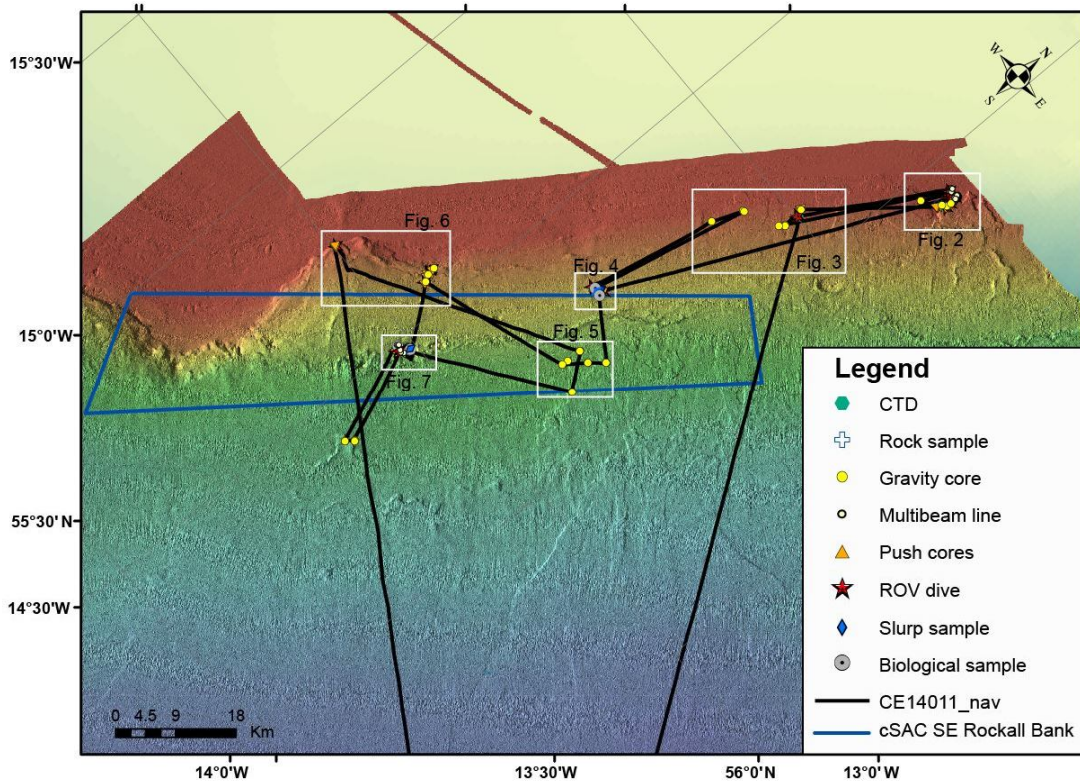 15°30'W
W
N
S
E
Fig. 6
Fig. 2
Fig. 4
Fig. 3
15°0'W
Fig. 5
Fig. 7
Legend
CTD
Rock sample
Gravity core
Multibeam line
Push cores
ROV dive
Slurp sample
Biological sample
CE14011_nav
cSAC SE Rockall Bank
55°30'N
14°30'W
0 4.5 9 18
Km
14°0'W
13°30'W
56°0'N
13°0'W